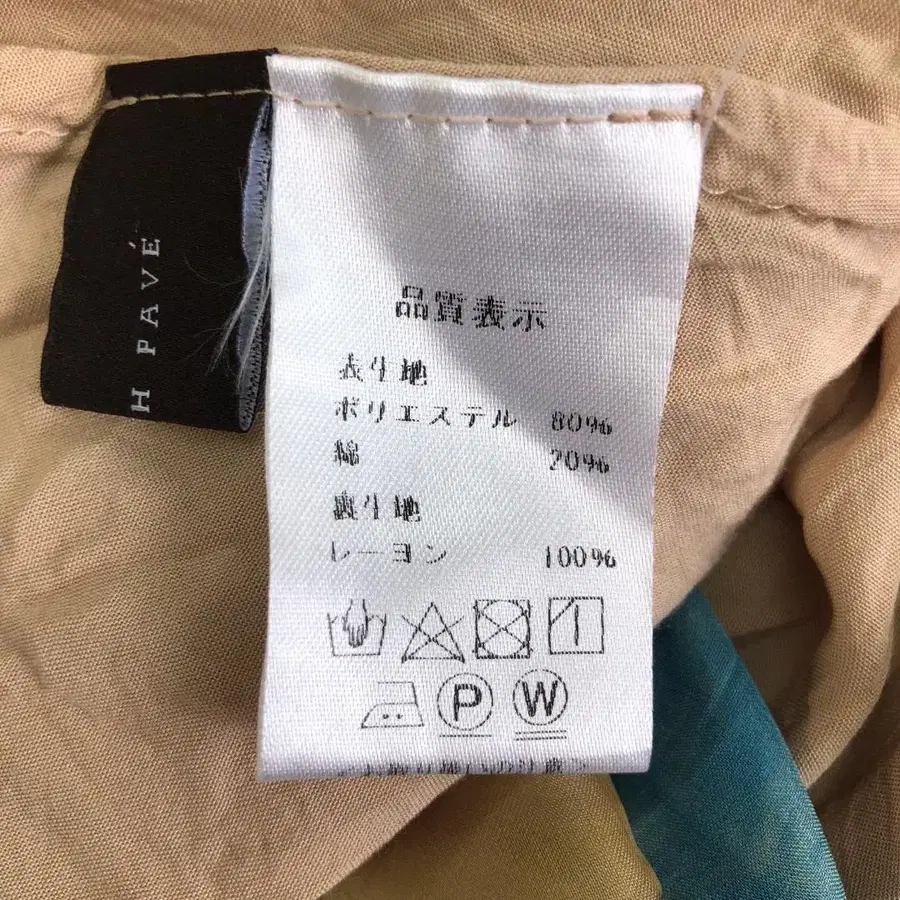 H PAVÉ
品質表示
表生地
ポリエステル 80%
綿 20%
裏生地
レーヨン 100%
P W